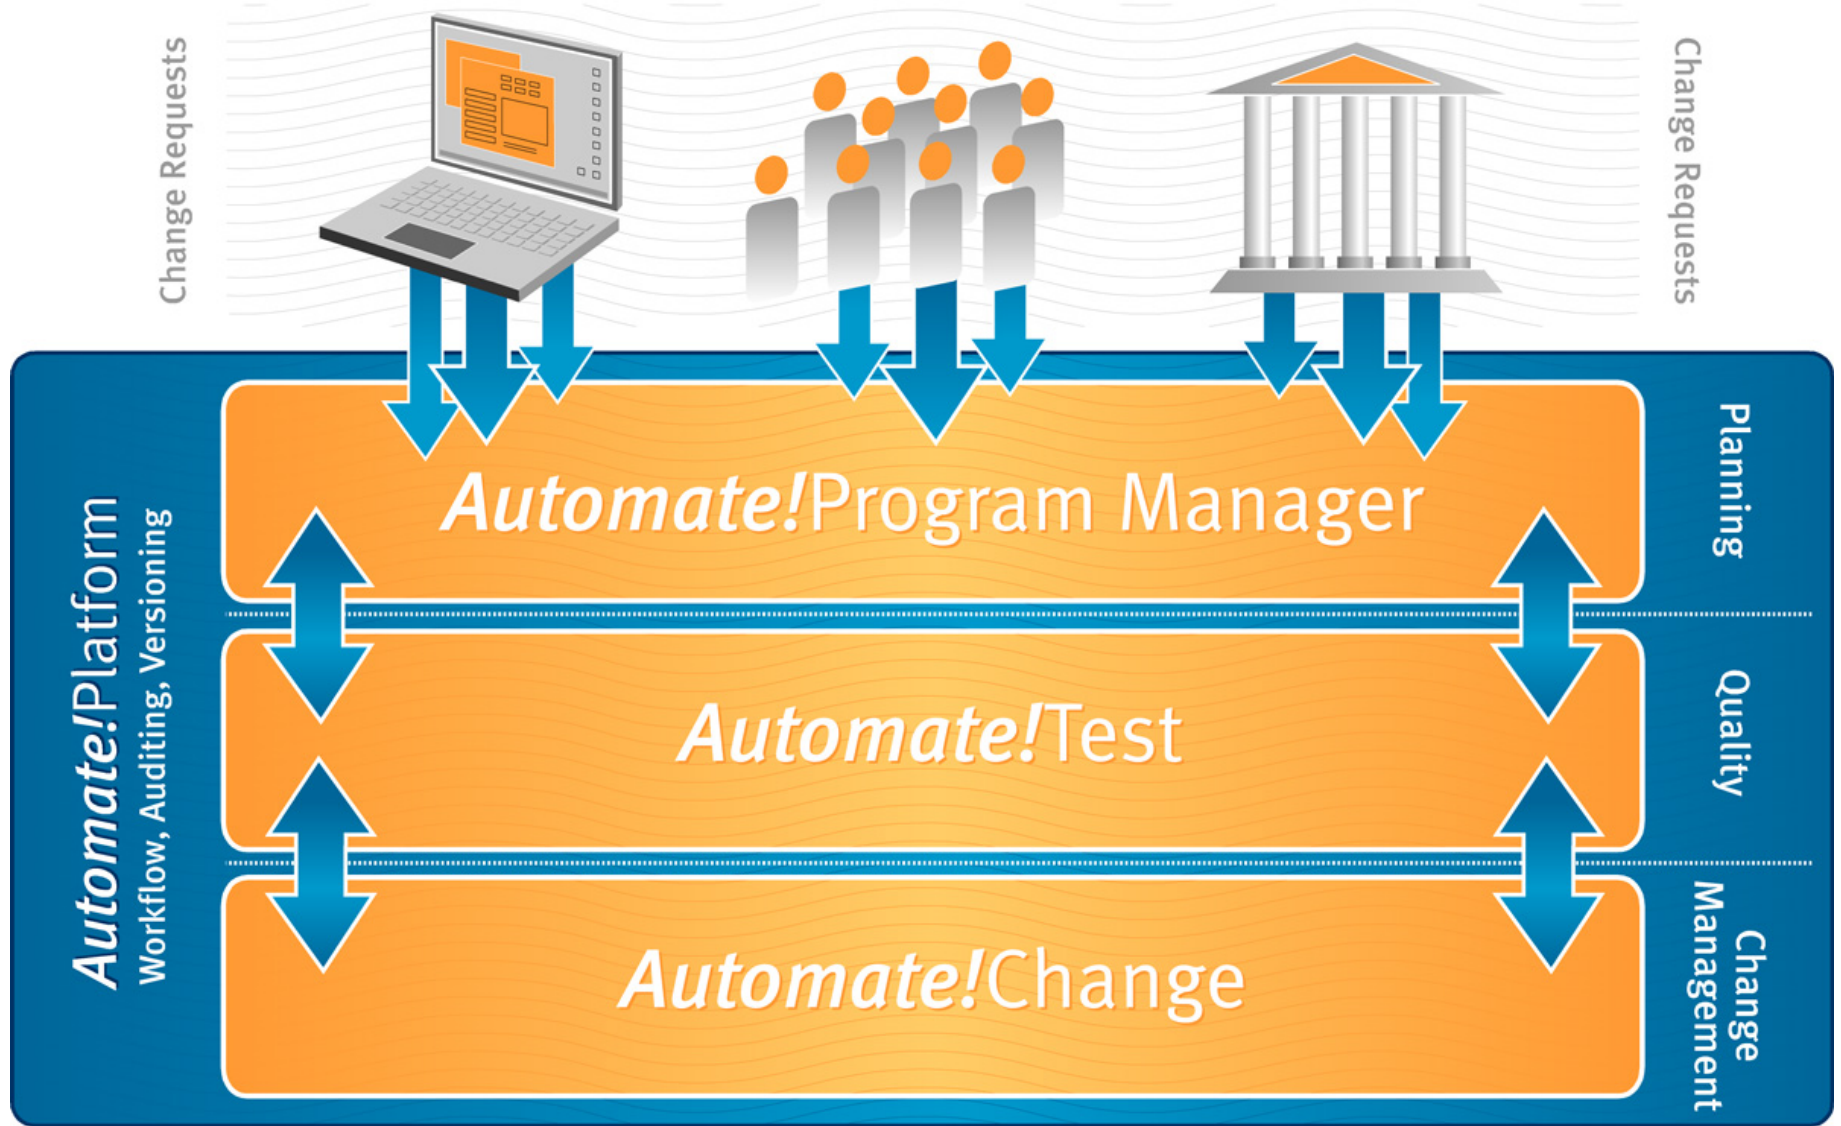 Change Requests
Change Requests
Automate!Platform
Workflow, Auditing, Versioning
Automate!Program Manager
Planning
Automate!Test
Quality
Automate!Change
Change
Management